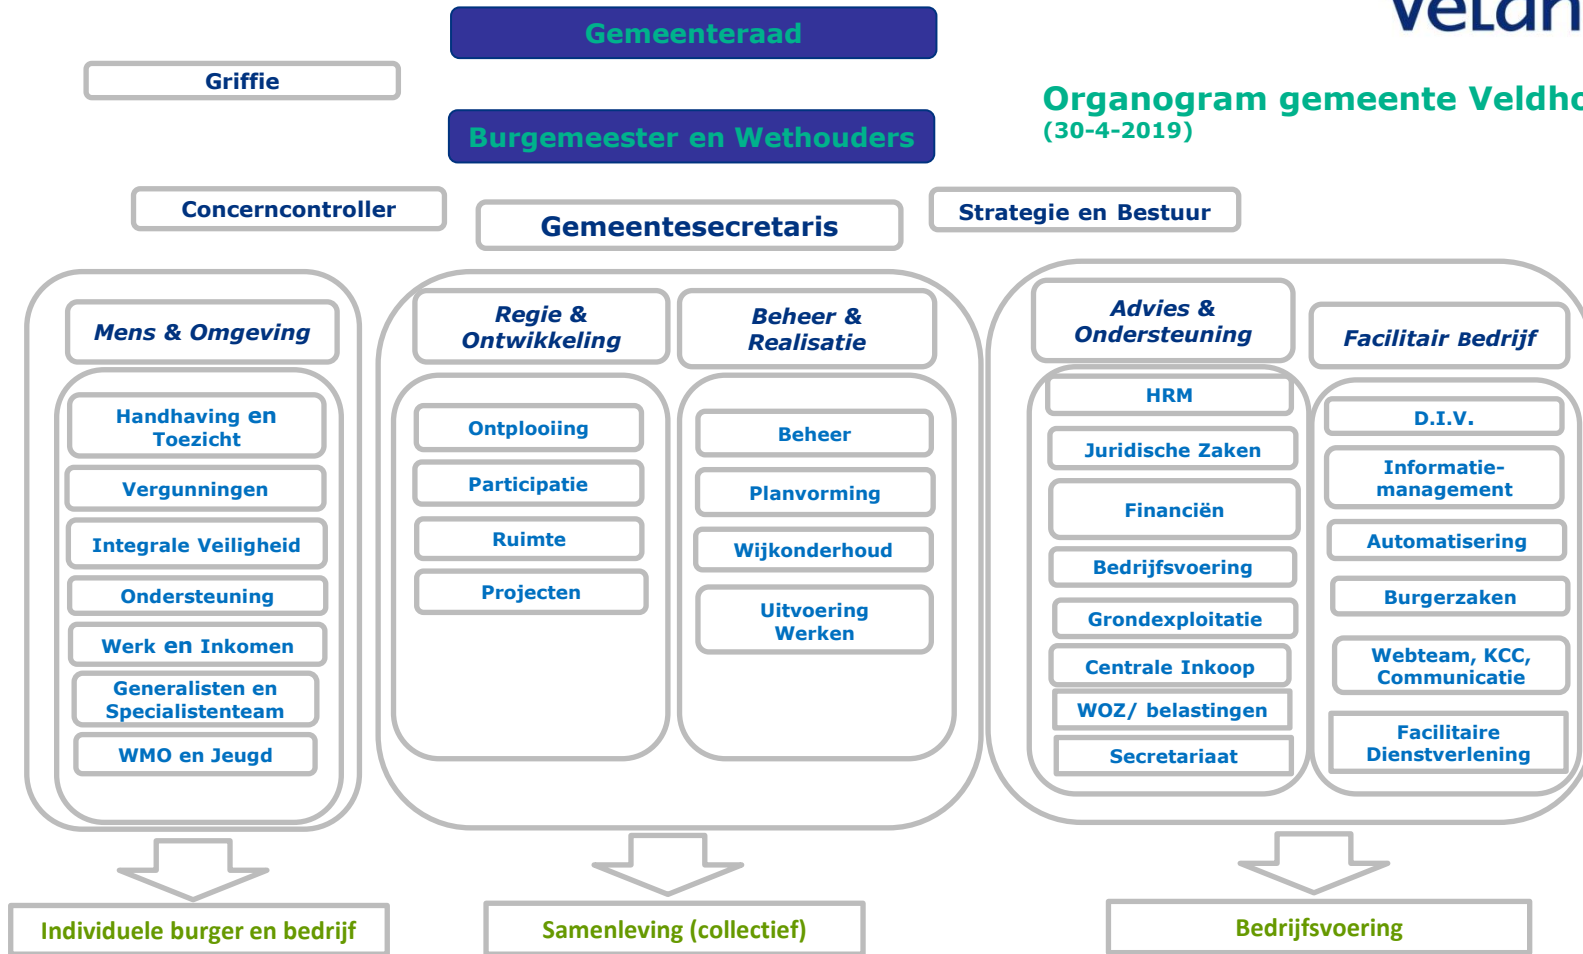 Gemeenteraad
Griffie
Organogram gemeente
(30-4-2019)
Burgemeester en Wethouders
Concerncontroller
Gemeentesecretaris
Strategie en Bestuur
Mens & Omgeving
Handhaving en
Toezicht
Vergunningen
Integrale Veiligheid
Ondersteuning
Werk en Inkomen
Generalisten en
Specialistenteam
WMO en Jeugd
Regie &
Ontwikkeling
Ontplooiing
Participatie
Ruimte
Projecten
Beheer &
Realisatie
Beheer
Planvorming
Wijkonderhoud
Uitvoering
Werken
Advies &
Ondersteuning
HRM
Juridische Zaken
Financiën
Bedrijfsvoering
Grondexploitatie
Centrale Inkoop
WOZ/ belastingen
Secretariaat
Facilitair Bedrijf
D.I.V.
Informatie-
management
Automatisering
Burgerzaken
Webteam, KCC,
Communicatie
Facilitaire
Dienstverlening
Individuele burger en bedrijf
Samenleving (collectief)
Bedrijfsvoering